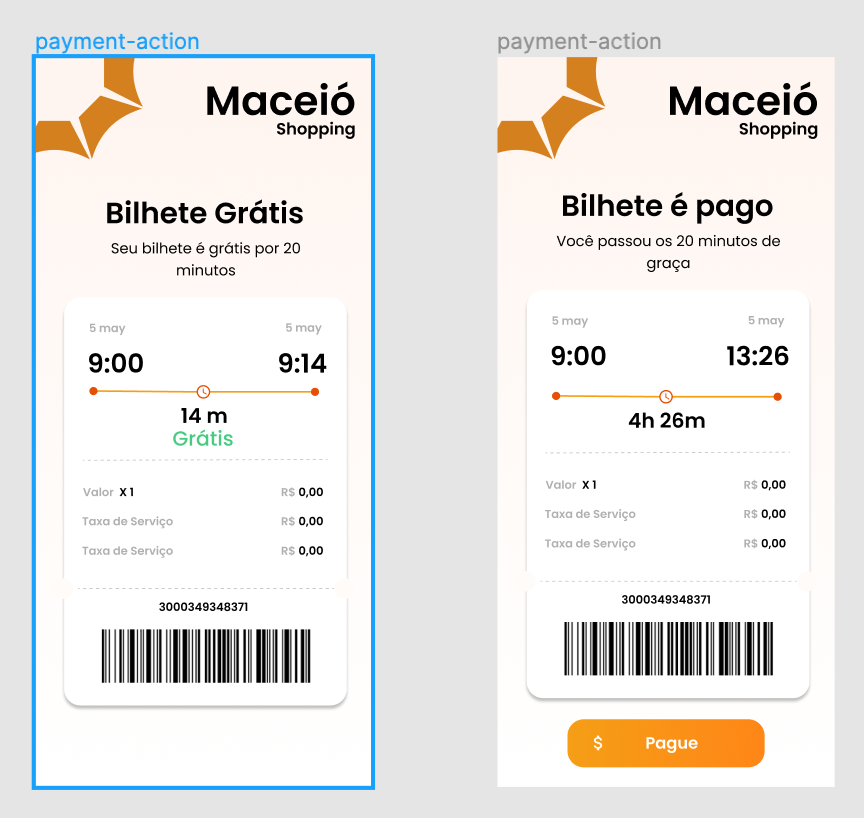 payment-action
Maceió
Shopping
Bilhete Grátis
Seu bilhete é grátis por 20
minutos
5 may 5 may
9:00 9:14
14 m
Grátis
Valor X 1 R$ 0,00
Taxa de Serviço
R$ 0,00
Taxa de Serviço
R$ 0,00
3000349348371
payment-action
Maceió
Shopping
Bilhete é pago
Você passou os 20 minutos de
graça
5 may 5 may
9:00 13:26
4h 26m
Valor X 1 R$ 0,00
Taxa de Serviço
R$ 0,00
Taxa de Serviço
R$ 0,00
3000349348371
$ Pague